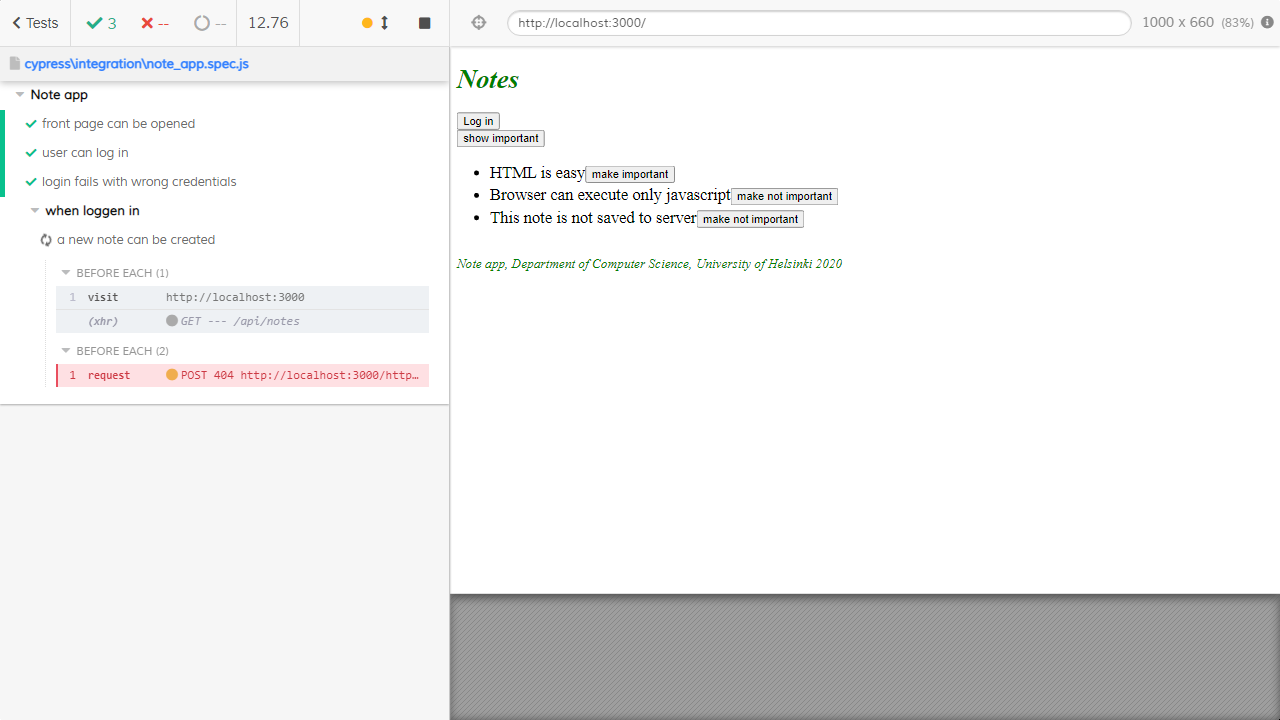 Tests 3 -- -- 12.76
http://localhost:3000/ 1000 x 660 (83%)
cypress\integration\note_app.spec.js
Note app
front page can be opened
user can log in
login fails with wrong credentials
when loggen in
a new note can be created
BEFORE EACH (1)
1 visit http://localhost:3000
(xhr) GET --- /api/notes
BEFORE EACH (2)
1 request POST 404 http://localhost:3000/http…
Notes
Log in
show important
HTML is easy make important
Browser can execute only javascript make not important
This note is not saved to server make not important
Note app, Department of Computer Science, University of Helsinki 2020